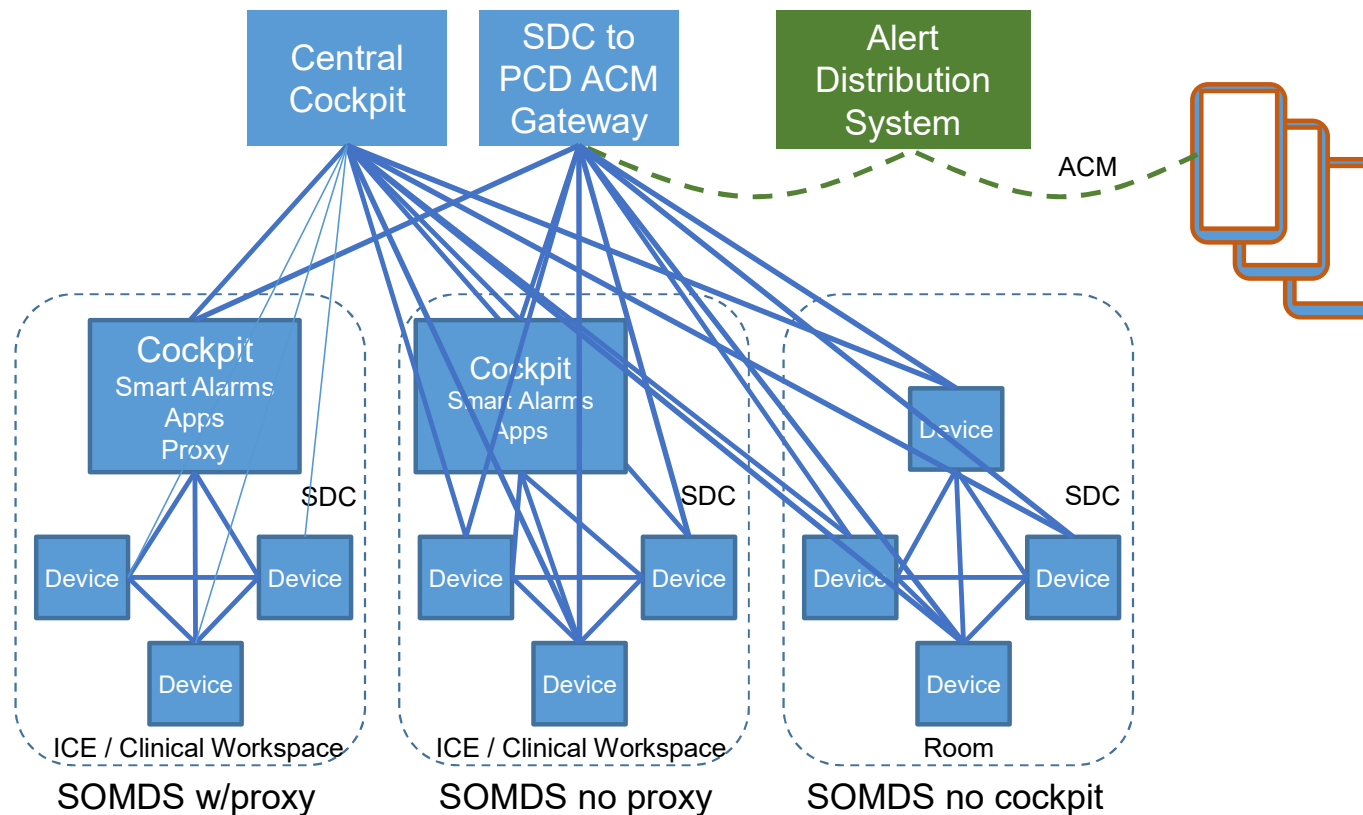 Central
Cockpit
SDC to
PCD ACM
Gateway
Alert
Distribution
System
ACM
Cockpit
Smart Alarms
Apps
Proxy
SDC
Device
Device
Device
ICE / Clinical Workspace
SOMDS w/proxy
Cockpit
Smart Alarms
Apps
SDC
Device
Device
Device
ICE / Clinical Workspace
SOMDS no proxy
Device
SDC
Device
Device
Device
Room
SOMDS no cockpit